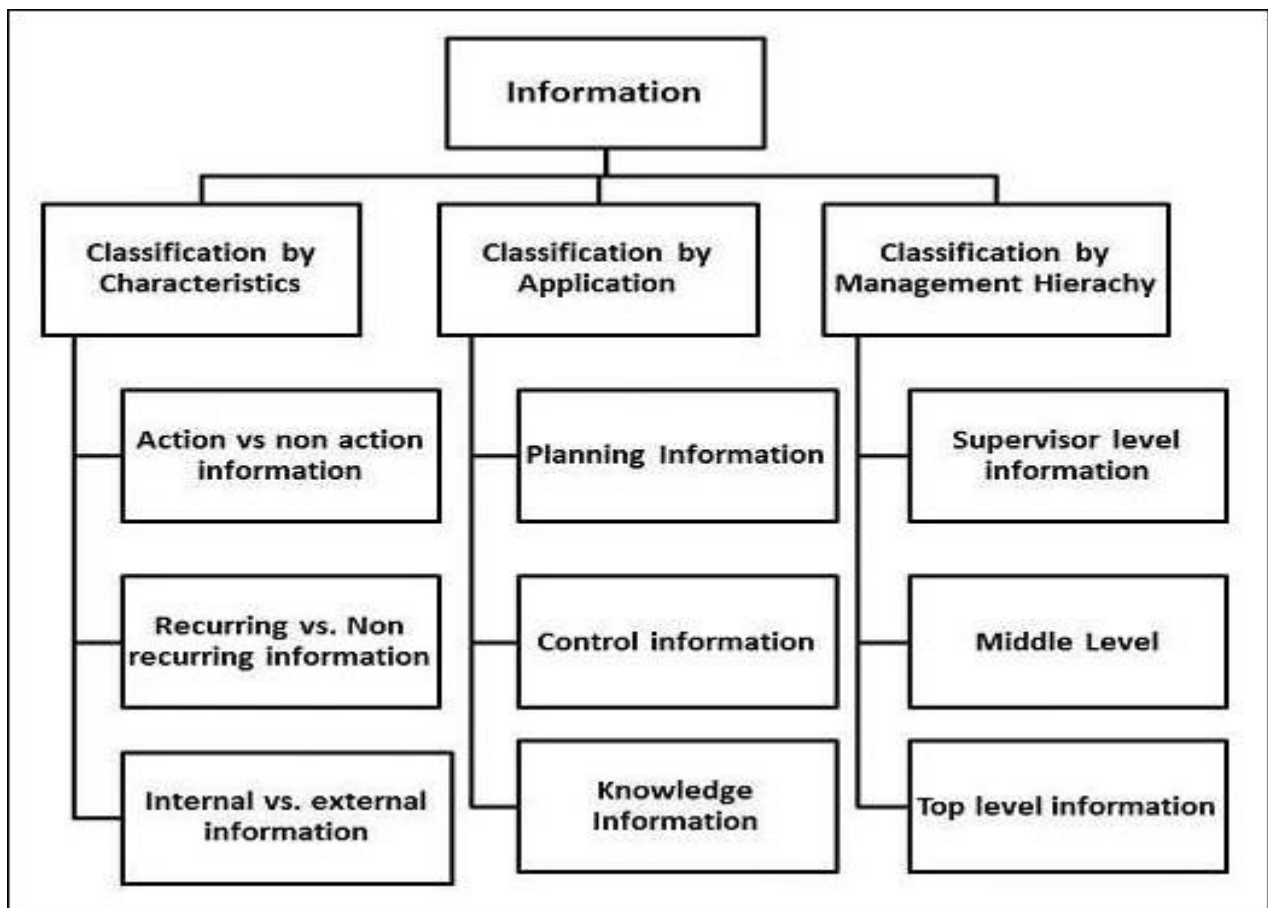 Information
Classification by
Characteristics
Classification by
Application
Classification by
Management Hierachy
Action vs non action
information
Planning Information
Supervisor level
information
Recurring vs. Non
recurring information
Control information
Middle Level
Internal vs. external
information
Knowledge
Information
Top level information